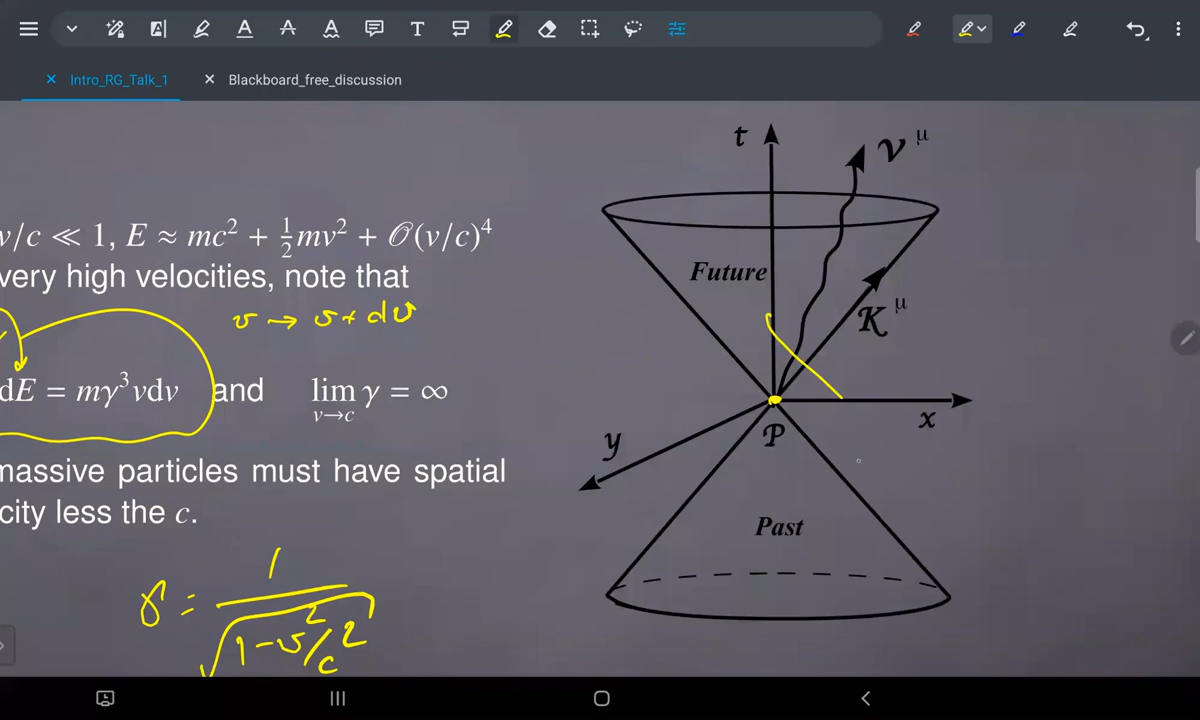 Intro_RG_Talk_1
Blackboard_free_discussion
v/c ≪ 1, E ≈ mc² + ½mv² + 𝒪(v/c)⁴
very high velocities, note that
v → v + dv
dE = mγ³vdv and lim γ = ∞
v→c
massive particles must have spatial
city less the c.
γ = 1/√(1-v²/c²)
t
V^μ
Future
K^μ
x
y
P
Past